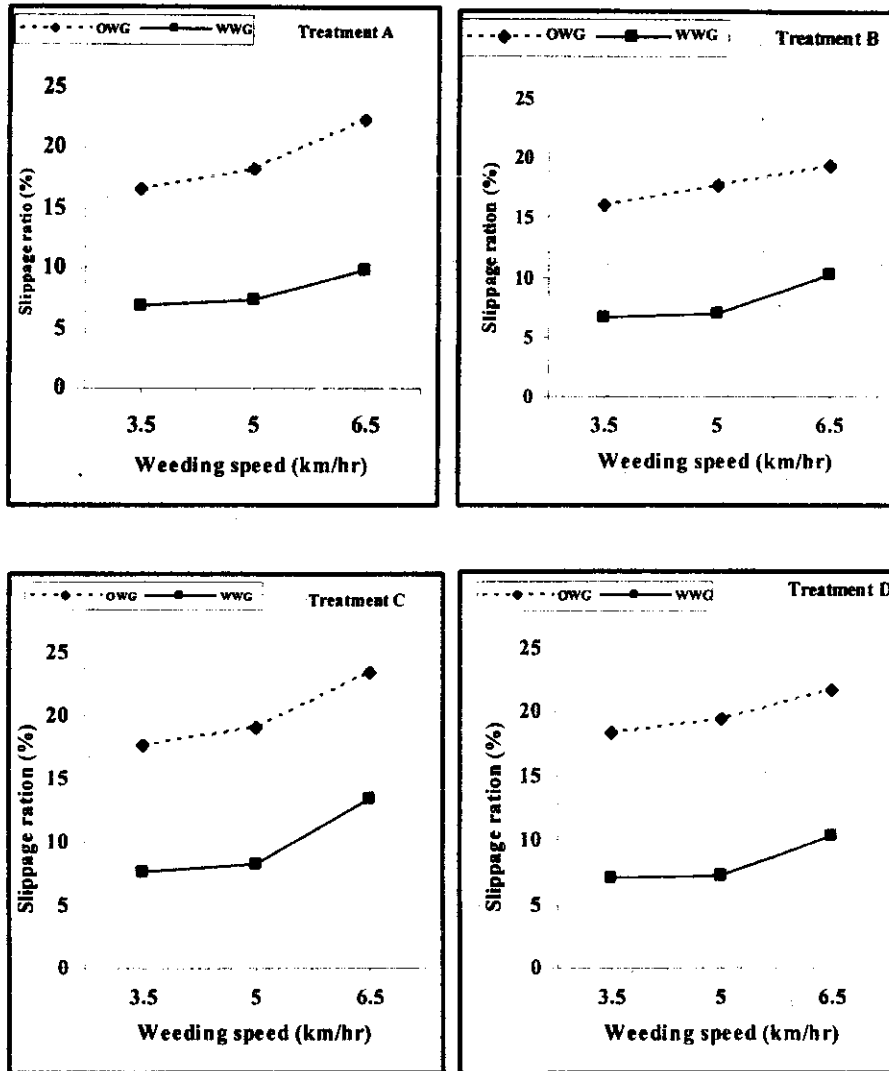 OWG WWG Treatment A
Slippage ratio (%)
25
20
15
10
5
0
3.5 5 6.5
Weeding speed (km/hr)
OWG WWG Treatment B
Slippage ration (%)
25
20
15
10
5
0
3.5 5 6.5
Weeding speed (km/hr)
OWG WWG Treatment C
Slippage ration (%)
25
20
15
10
5
0
3.5 5 6.5
Weeding speed (km/hr)
OWG WWG Treatment D
Slippage ration (%)
25
20
15
10
5
0
3.5 5 6.5
Weeding speed (km/hr)